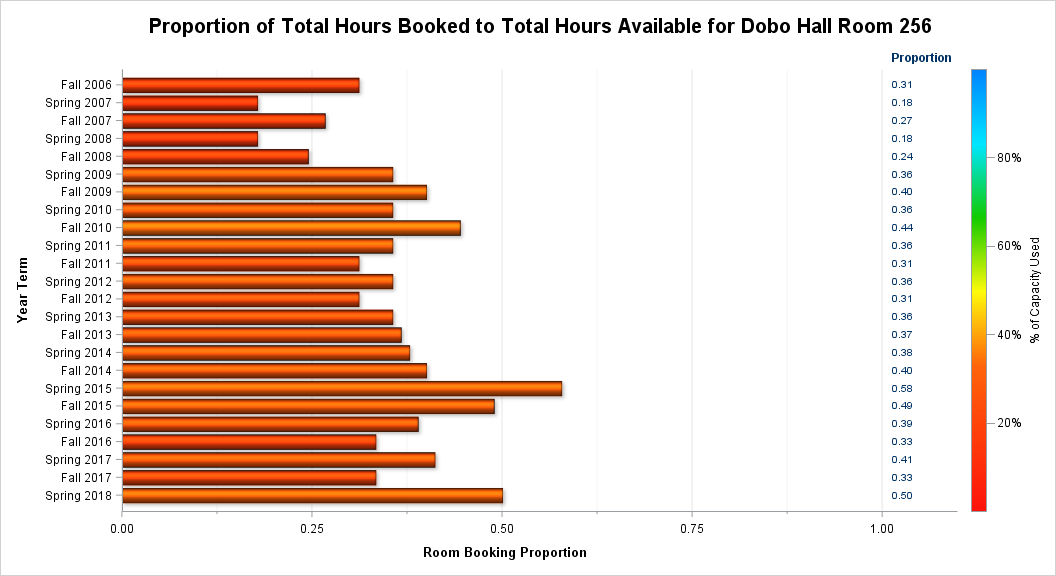 Proportion of Total Hours Booked to Total Hours Available for Dobo Hall Room 256
Proportion
Fall 2006 0.31
Spring 2007 0.18
Fall 2007 0.27
Spring 2008 0.18
Fall 2008 0.24
Spring 2009 0.36
Fall 2009 0.40
Spring 2010 0.36
Fall 2010 0.44
Spring 2011 0.36
Fall 2011 0.31
Spring 2012 0.36
Fall 2012 0.31
Spring 2013 0.36
Fall 2013 0.37
Spring 2014 0.38
Fall 2014 0.40
Spring 2015 0.58
Fall 2015 0.49
Spring 2016 0.39
Fall 2016 0.33
Spring 2017 0.41
Fall 2017 0.33
Spring 2018 0.50
Year Term
0.00 0.25 0.50 0.75 1.00
Room Booking Proportion
80%
60%
40%
20%
% of Capacity Used